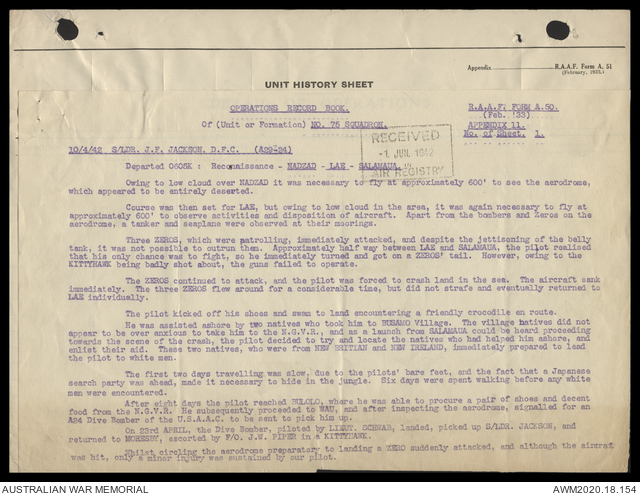 Appendix
R.A.A.F. Form A. 51
(February, 1933.)
UNIT HISTORY SHEET
OPERATIONS RECORD BOOK.
R.A.A.F. FORM A.50.
(Feb. '33)
Of (Unit or Formation) NO. 75 SQUADRON.
APPENDIX 11.
No. of Sheet. 1.
RECEIVED
-1 JUN 1942
AIR REGISTRY
10/4/42 S/LDR. J.F. JACKSON, D.F.C. (A29-24)
Departed 0605K : Reconaissance - NADZAD - LAE - SALAMAUA.
Owing to low cloud over NADZAD it was necessary to fly at approximately 600' to see the aerodrome,
which appeared to be entirely deserted.
Course was then set for LAE, but owing to low cloud in the area, it was again necessary to fly at
approximately 600' to observe activities and disposition of aircraft. Apart from the bombers and Zeros on the
aerodrome, a tanker and seaplane were observed at their moorings.
Three ZEROS, which were patrolling, immediately attacked, and despite the jettisoning of the belly
tank, it was not possible to outrun them. Approximately half way between LAE and SALAMAUA, the pilot realised
that his only chance was to fight, so he immediately turned and got on a ZEROS' tail. However, owing to the
KITTYHAWK being badly shot about, the guns failed to operate.
The ZEROS continued to attack, and the pilot was forced to crash land in the sea. The aircraft sank
immediately. The three ZEROS flew around for a considerable time, but did not strafe and eventually returned to
LAE individually.
The pilot kicked off his shoes and swam to land encountering a friendly crocodile en route.
He was assisted ashore by two natives who took him to BUSAMO Village. The village natives did not
appear to be over anxious to take him to the N.G.V.R., and as a launch from SALAMAUA could be heard proceeding
towards the scene of the crash, the pilot decided to try and locate the natives who had helped him ashore, and
enlist their aid. These two natives, who were from NEW BRITIAN and NEW IRELAND, immediately prepared to lead
the pilot to white men.
The first two days travelling was slow, due to the pilots' bare feet, and the fact that a Japanese
search party was ahead, made it necessary to hide in the jungle. Six days were spent walking before any white
men were encountered.
After eight days the pilot reached BULOLO, where he was able to procure a pair of shoes and decent
food from the N.G.V.R. He subsequently proceeded to WAU, and after inspecting the aerodrome, signalled for an
A24 Dive Bomber of the U.S.A.A.C. to be sent to pick him up.
On 23rd APRIL, the Dive Bomber, piloted by LIEUT. SCHWAB, landed, picked up S/LDR. JACKSON, and
returned to MORESBY, escorted by F/O. J.W. PIPER in a KITTYHAWK.
Whilst circling the aerodrome preparatory to landing a ZERO suddenly attacked, and although the aircraft
was hit, only a minor injury was sustained by our pilot.
AUSTRALIAN WAR MEMORIAL
AWM2020.18.154